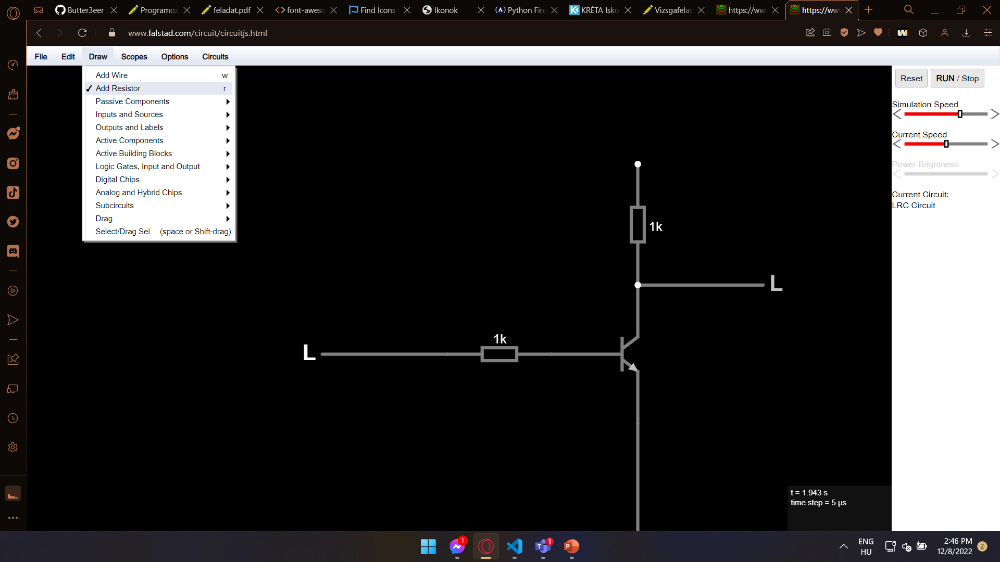 Butter3eer
Programoz
feladat.pdf
font-aweso
Find Icons
Ikonok
Python Fin
KRÉTA Isko
Vizsgafelad
https://www
https://www
www.falstad.com/circuit/circuitjs.html
File Edit Draw Scopes Options Circuits
Add Wire w
✓ Add Resistor r
Passive Components
Inputs and Sources
Outputs and Labels
Active Components
Active Building Blocks
Logic Gates, Input and Output
Digital Chips
Analog and Hybrid Chips
Subcircuits
Drag
Select/Drag Sel (space or Shift-drag)
Reset RUN / Stop
Simulation Speed
Current Speed
Power Brightness
Current Circuit:
LRC Circuit
1k
L
1k
L
t = 1.943 s
time step = 5 µs
1
1
ENG
HU
2:46 PM
12/8/2022
2